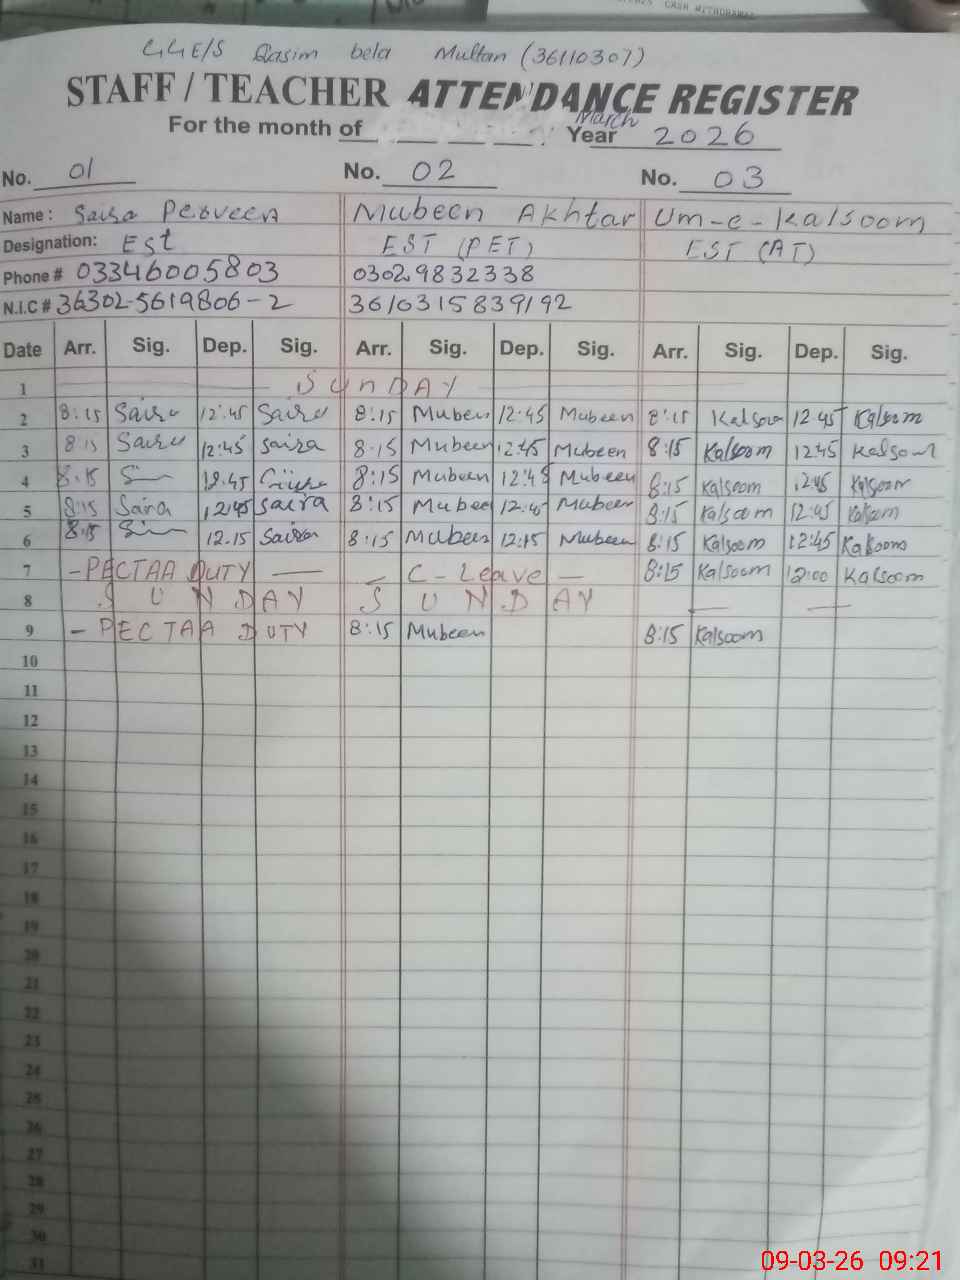 CASH WITHDRAWAL
GGE/S Qasim bela Multan (36110307)
STAFF / TEACHER ATTENDANCE REGISTER
For the month of March Year 2026
No. 01 No. 02 No. 03
Name: Saira Perveen Mubeen Akhtar Um-e-Kalsoom
Designation: Est EST (PET) EST (AT)
Phone # 03346005803 03029832338
N.I.C # 36302-5619806-2 3610315839192
Date Arr. Sig. Dep. Sig. Arr. Sig. Dep. Sig. Arr. Sig. Dep. Sig.
1 SUNDAY
2 8:15 Saira 12:45 Saira 8:15 Mubeen 12:45 Mubeen 8:15 Kalsoom 12:45 Kalsoom
3 8:15 Saira 12:45 Saira 8:15 Mubeen 12:45 Mubeen 8:15 Kalsoom 12:45 Kalsoom
4 8:15 12:45 8:15 Mubeen 12:45 Mubeen 8:15 Kalsoom 12:45 Kalsoom
5 8:15 Saira 12:45 Saira 8:15 Mubeen 12:45 Mubeen 8:15 Kalsoom 12:45 Kalsoom
6 8:15 12.15 Saira 8:15 Mubeen 12:15 Mubeen 8:15 Kalsoom 12:45 Kalsoom
7 - PECTAA DUTY — - C-Leave - 8:15 Kalsoom 12:00 Kalsoom
8 SUNDAY SUNDAY — —
9 - PECTAA DUTY 8:15 Mubeen 8:15 Kalsoom
10
11
12
13
14
15
16
17
18
19
20
21
22
23
24
25
26
27
28
29
30
31
09-03-26 09:21